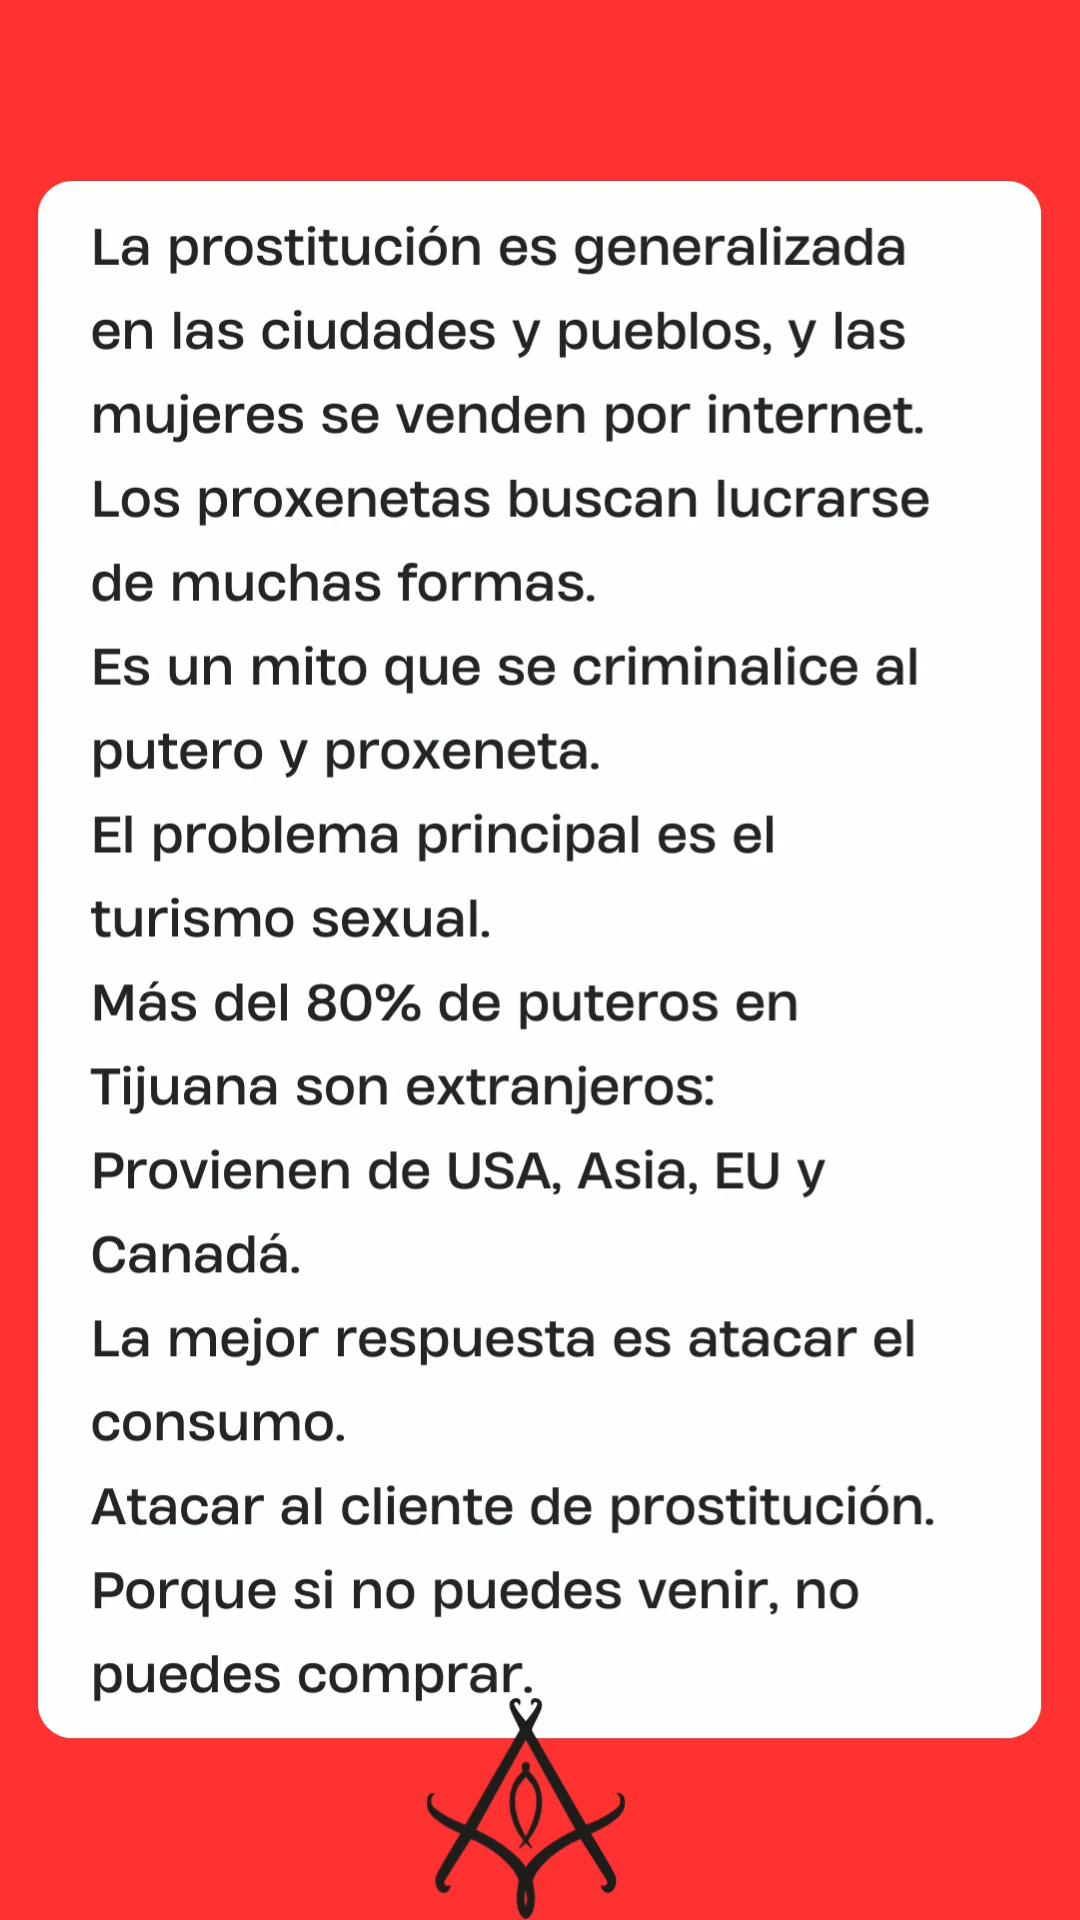 La prostitución es generalizada
en las ciudades y pueblos, y las
mujeres se venden por internet.
Los proxenetas buscan lucrarse
de muchas formas.
Es un mito que se criminalice al
putero y proxeneta.
El problema principal es el
turismo sexual.
Más del 80% de puteros en
Tijuana son extranjeros:
Provienen de USA, Asia, EU y
Canadá.
La mejor respuesta es atacar el
consumo.
Atacar al cliente de prostitución.
Porque si no puedes venir, no
puedes comprar.